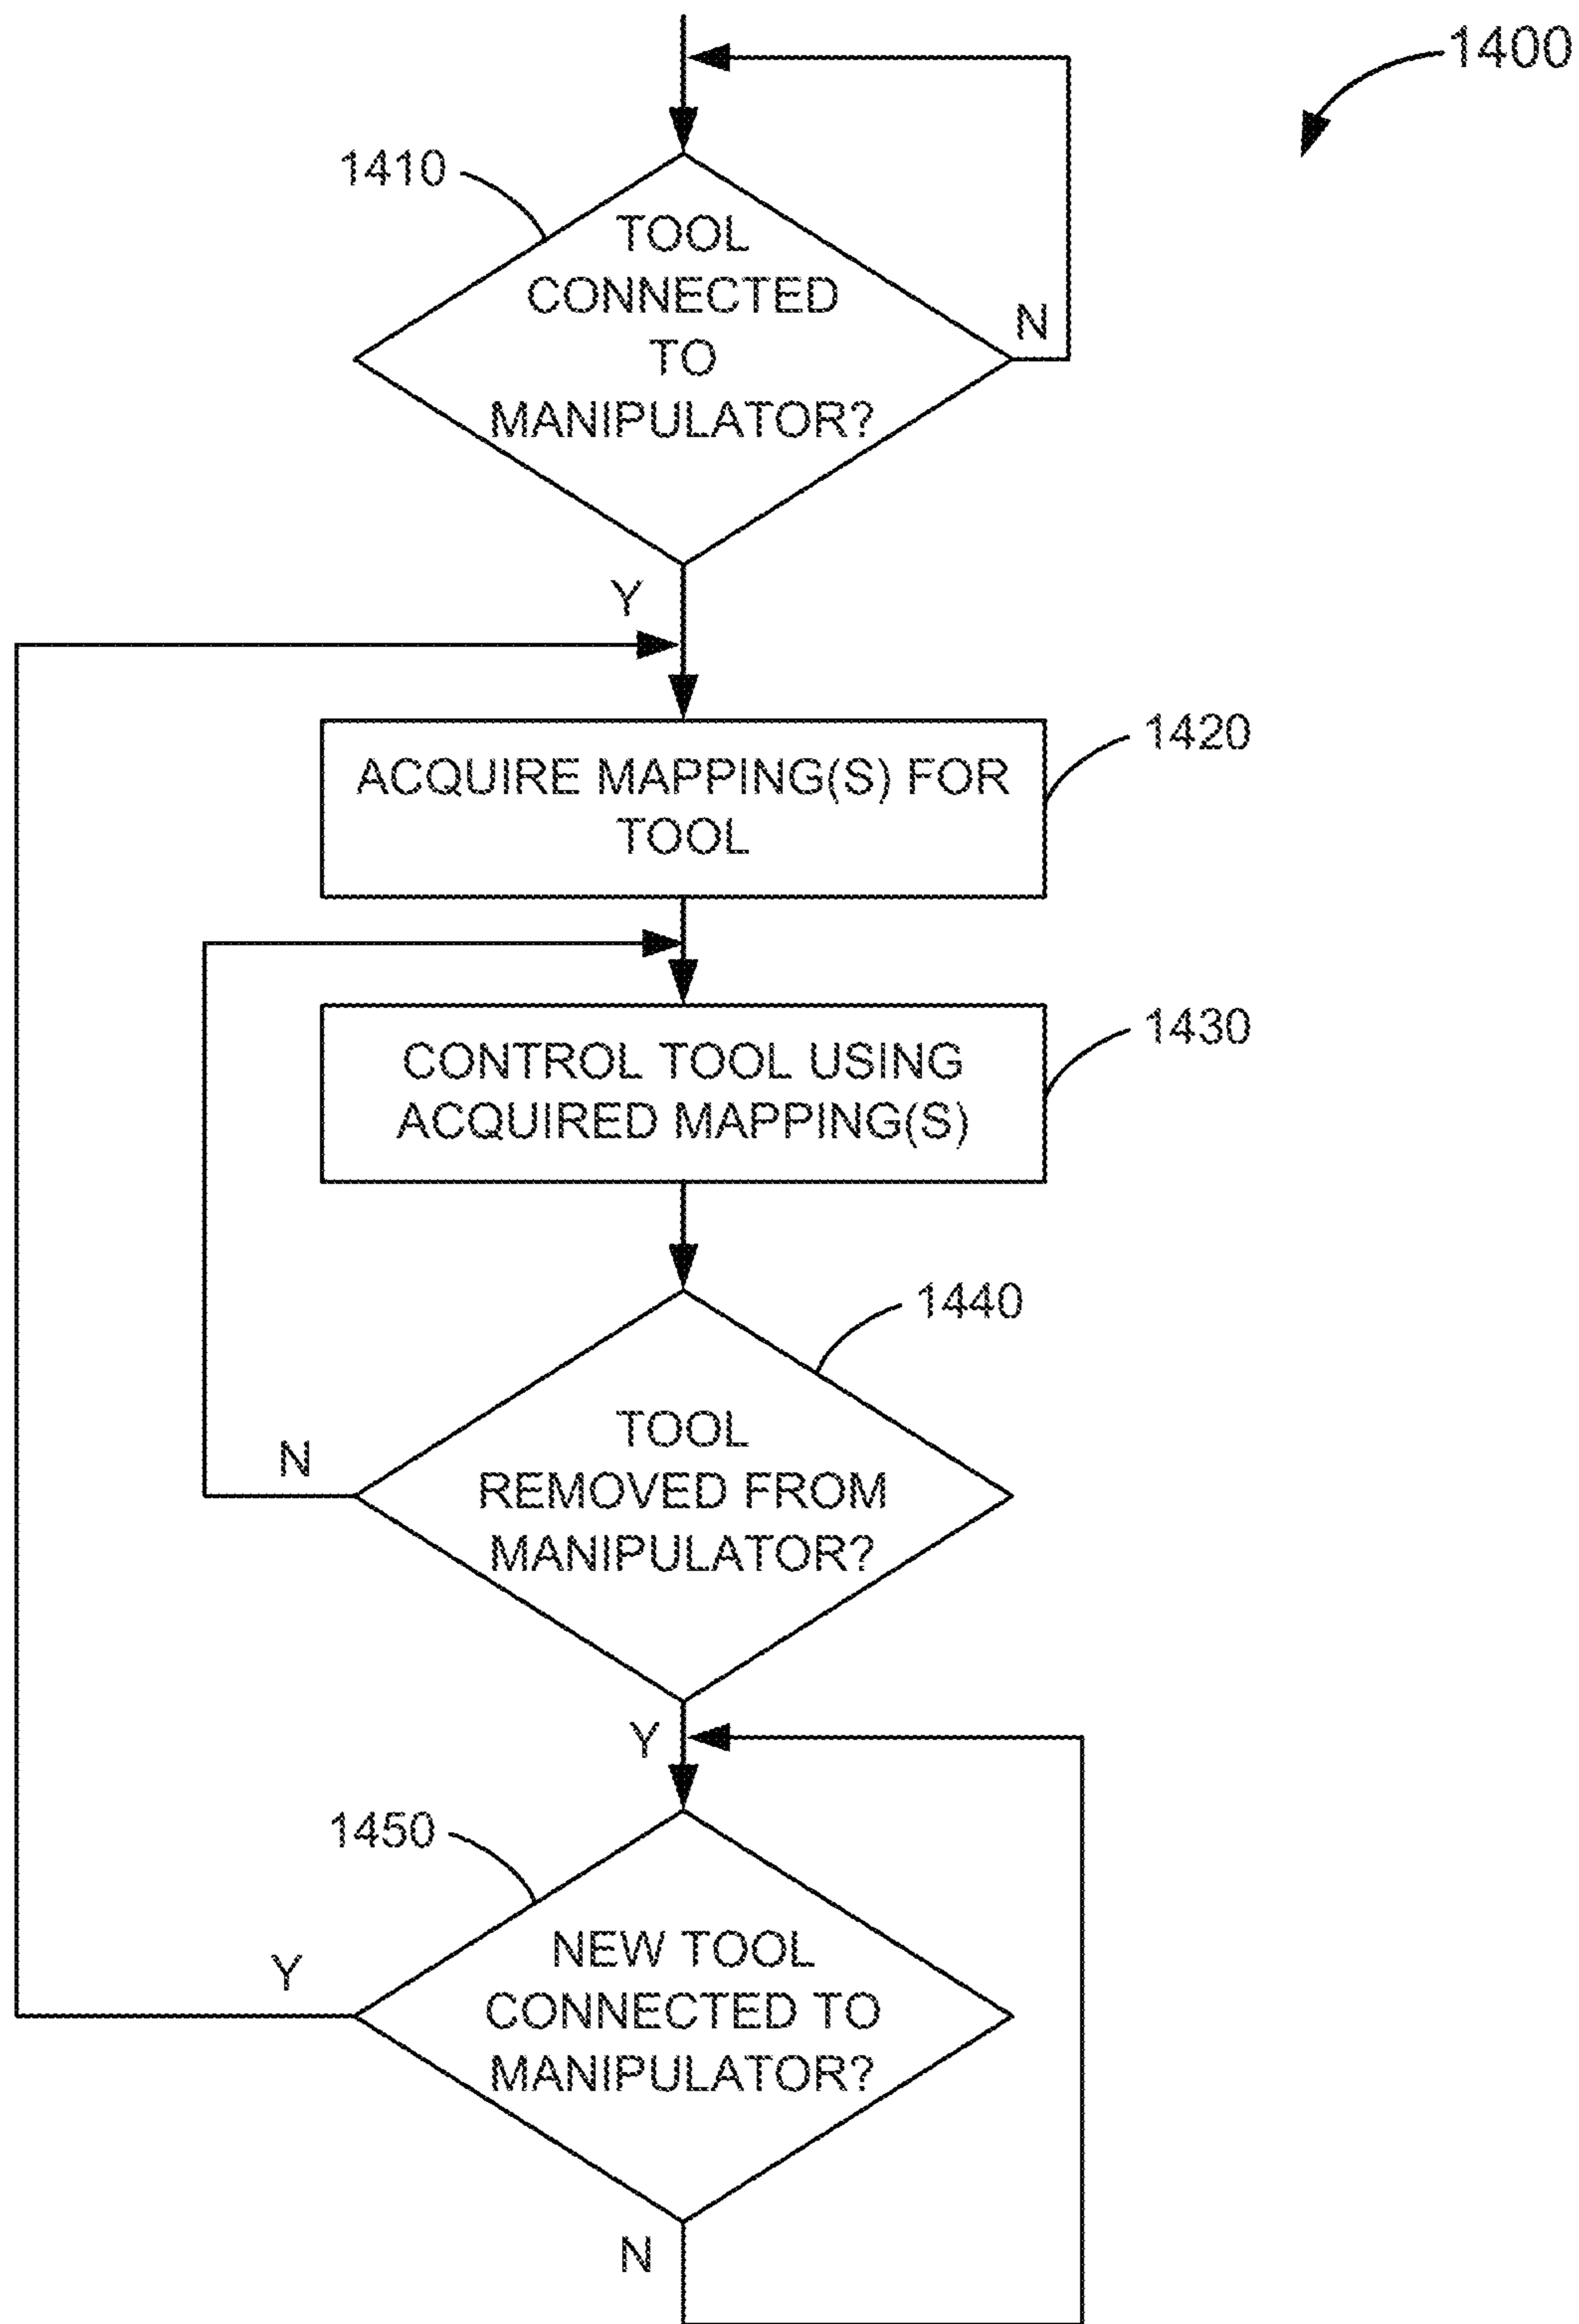 1400
1410
TOOL
CONNECTED
TO
MANIPULATOR?
N
Y
1420
ACQUIRE MAPPING(S) FOR
TOOL
1430
CONTROL TOOL USING
ACQUIRED MAPPING(S)
1440
TOOL
REMOVED FROM
MANIPULATOR?
N
Y
1450
NEW TOOL
CONNECTED TO
MANIPULATOR?
Y
N